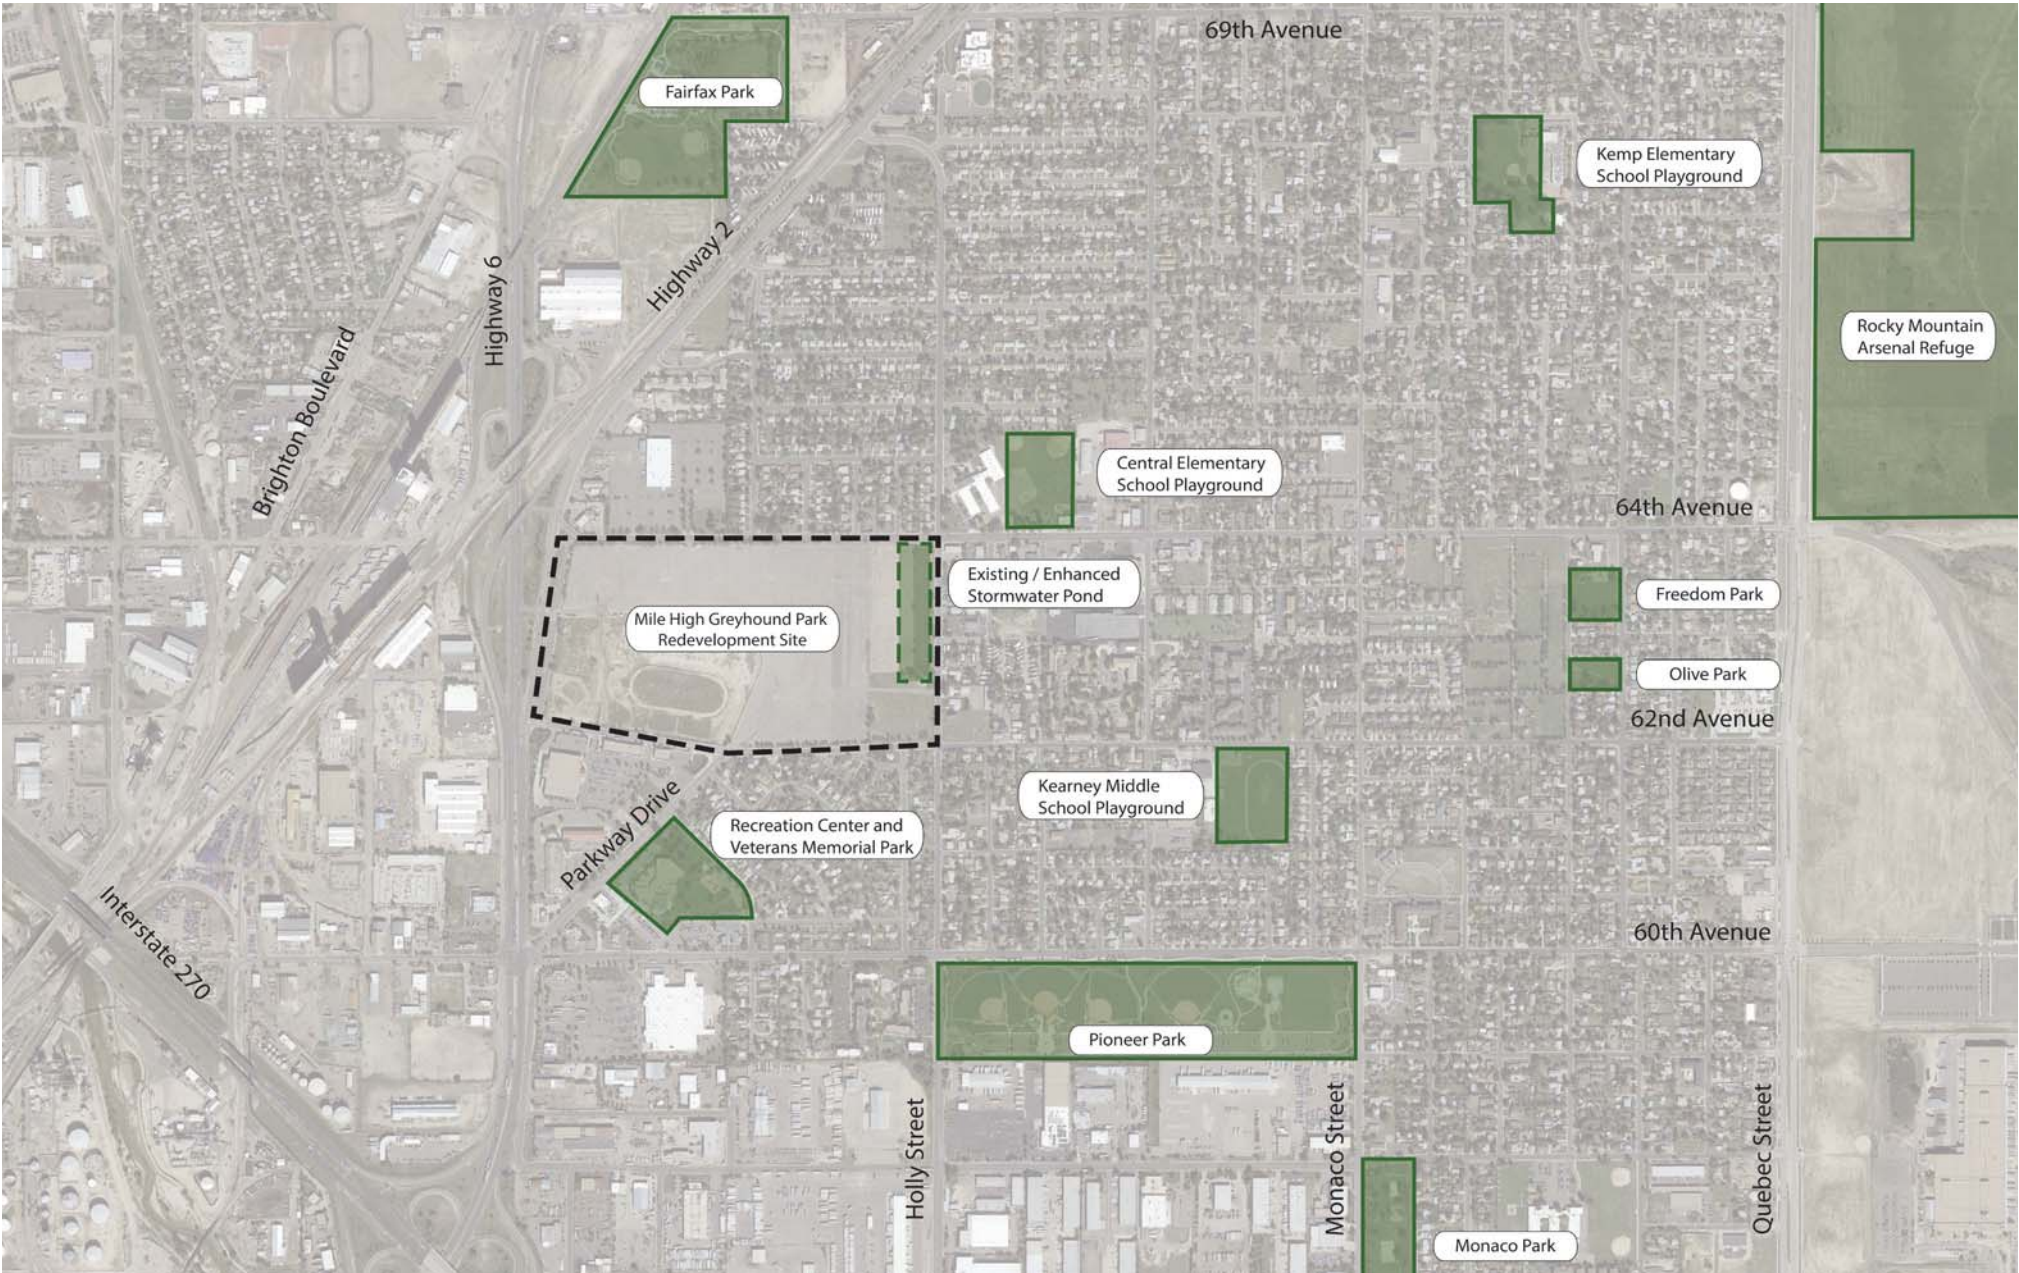 69th Avenue
Fairfax Park
Kemp Elementary
School Playground
Highway 2
Highway 6
Rocky Mountain
Arsenal Refuge
Brighton Boulevard
Central Elementary
School Playground
64th Avenue
Existing / Enhanced
Stormwater Pond
Mile High Greyhound Park
Redevelopment Site
Freedom Park
Olive Park
62nd Avenue
Kearney Middle
School Playground
Parkway Drive
Recreation Center and
Veterans Memorial Park
Interstate 270
60th Avenue
Pioneer Park
Holly Street
Monaco Street
Quebec Street
Monaco Park